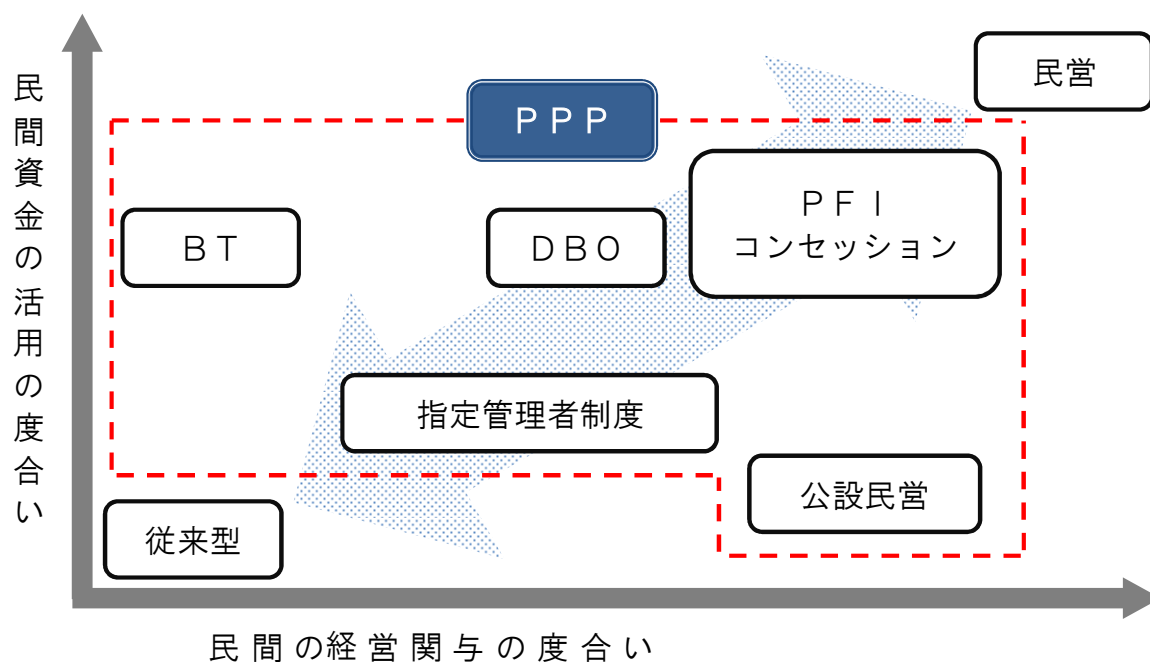 民間資金の活用の度合い
民営
ＰＰＰ
ＰＦＩ
コンセッション
ＢＴ
ＤＢＯ
指定管理者制度
公設民営
従来型
民間の経営関与の度合い